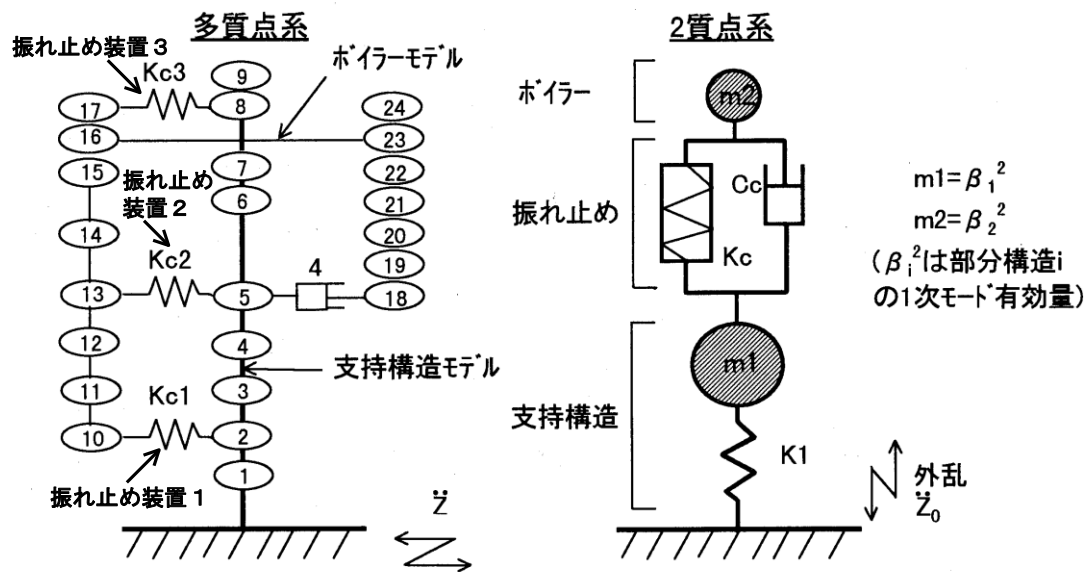 多質点系
振れ止め装置3
Kc3
ボイラーモデル
9
8
17
16
24
23
15
7
22
振れ止め
装置2
6
21
14
20
Kc2
4
19
13
5
18
12
4
支持構造モデル
11
3
Kc1
10
2
1
振れ止め装置1
Z̈
2質点系
ボイラー
m2
振れ止め
Cc
Kc
m1=β₁²
m2=β₂²
(βᵢ²は部分構造i
の1次モード有効量)
支持構造
m1
K1
外乱
Z̈₀